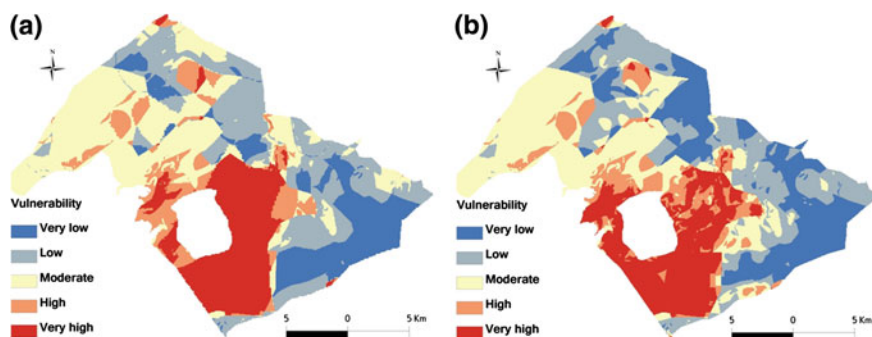 (a)
N
Vulnerability
Very low
Low
Moderate
High
Very high
5 0 5 Km
(b)
N
Vulnerability
Very low
Low
Moderate
High
Very high
5 0 5 Km